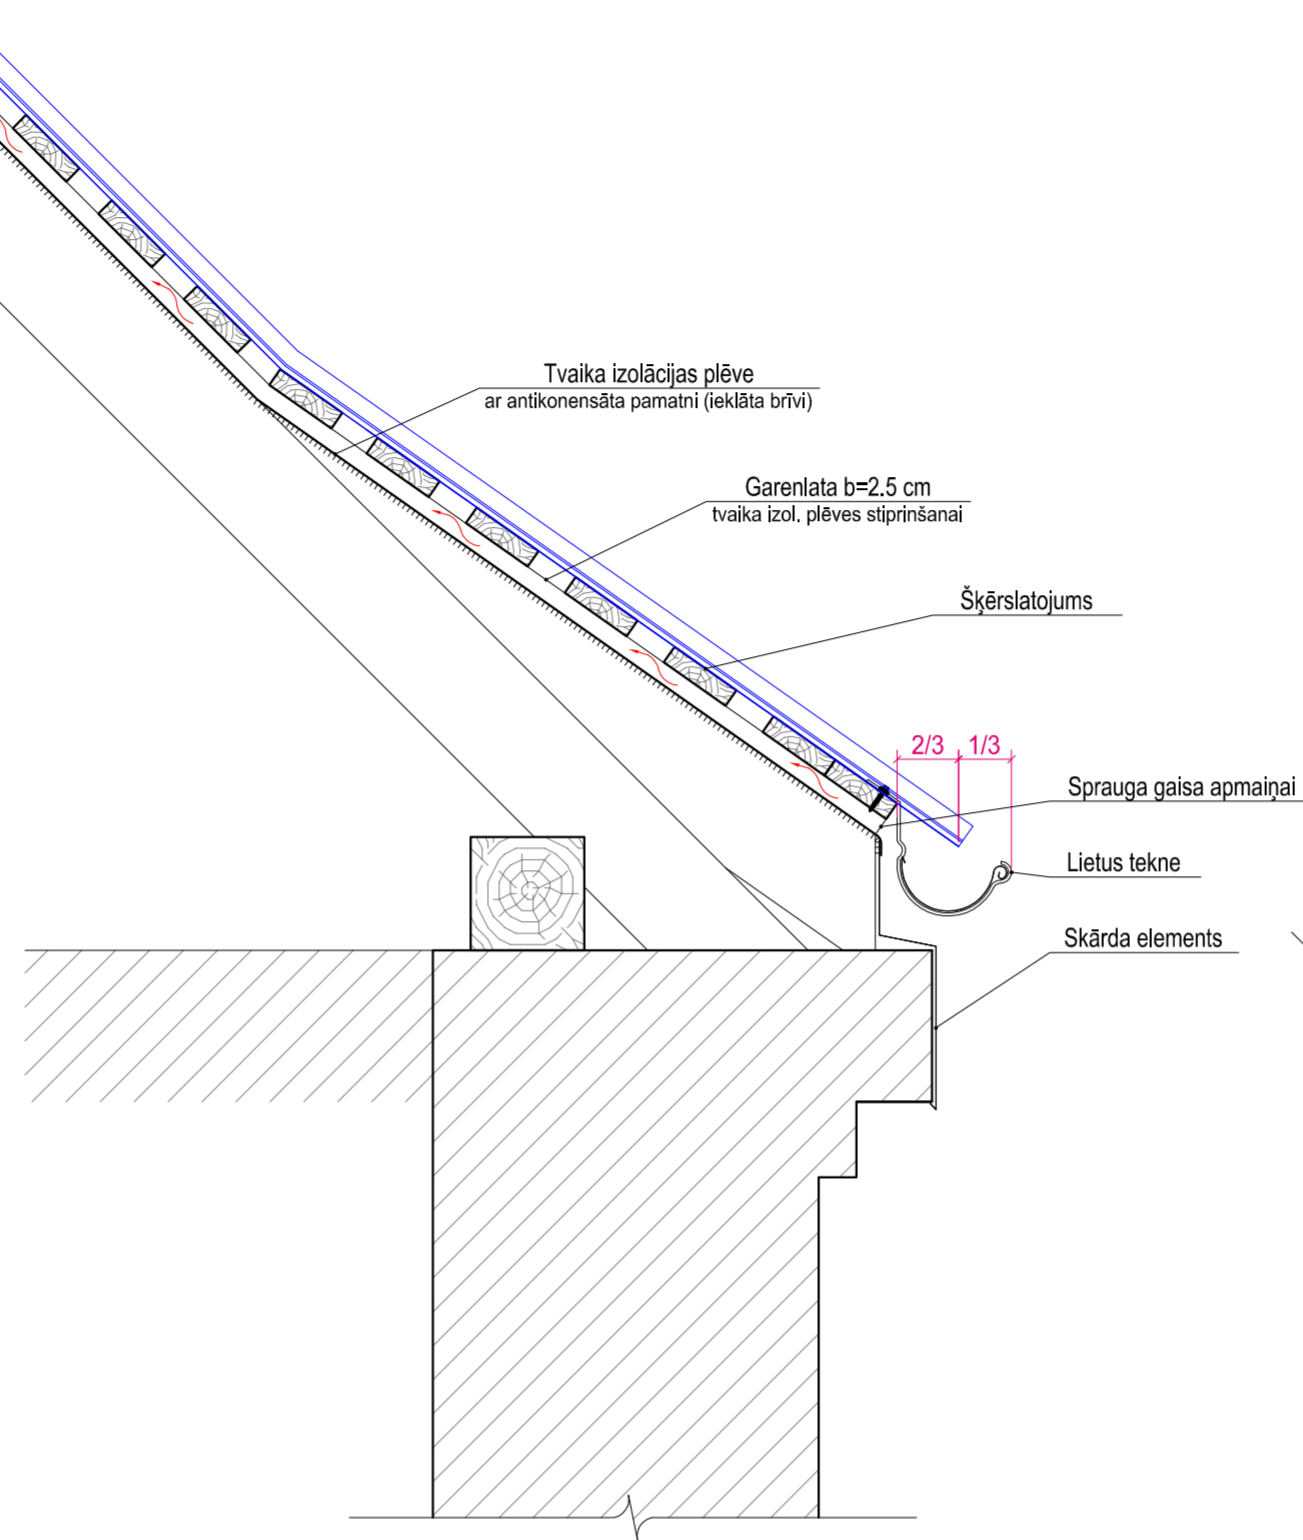 Tvaika izolācijas plēve
ar antikonensāta pamatni (ieklāta brīvi)
Garenlata b=2.5 cm
tvaika izol. plēves stiprinšanai
Šķērslatojums
2/3 1/3
Sprauga gaisa apmaiņai
Lietus tekne
Skārda elements